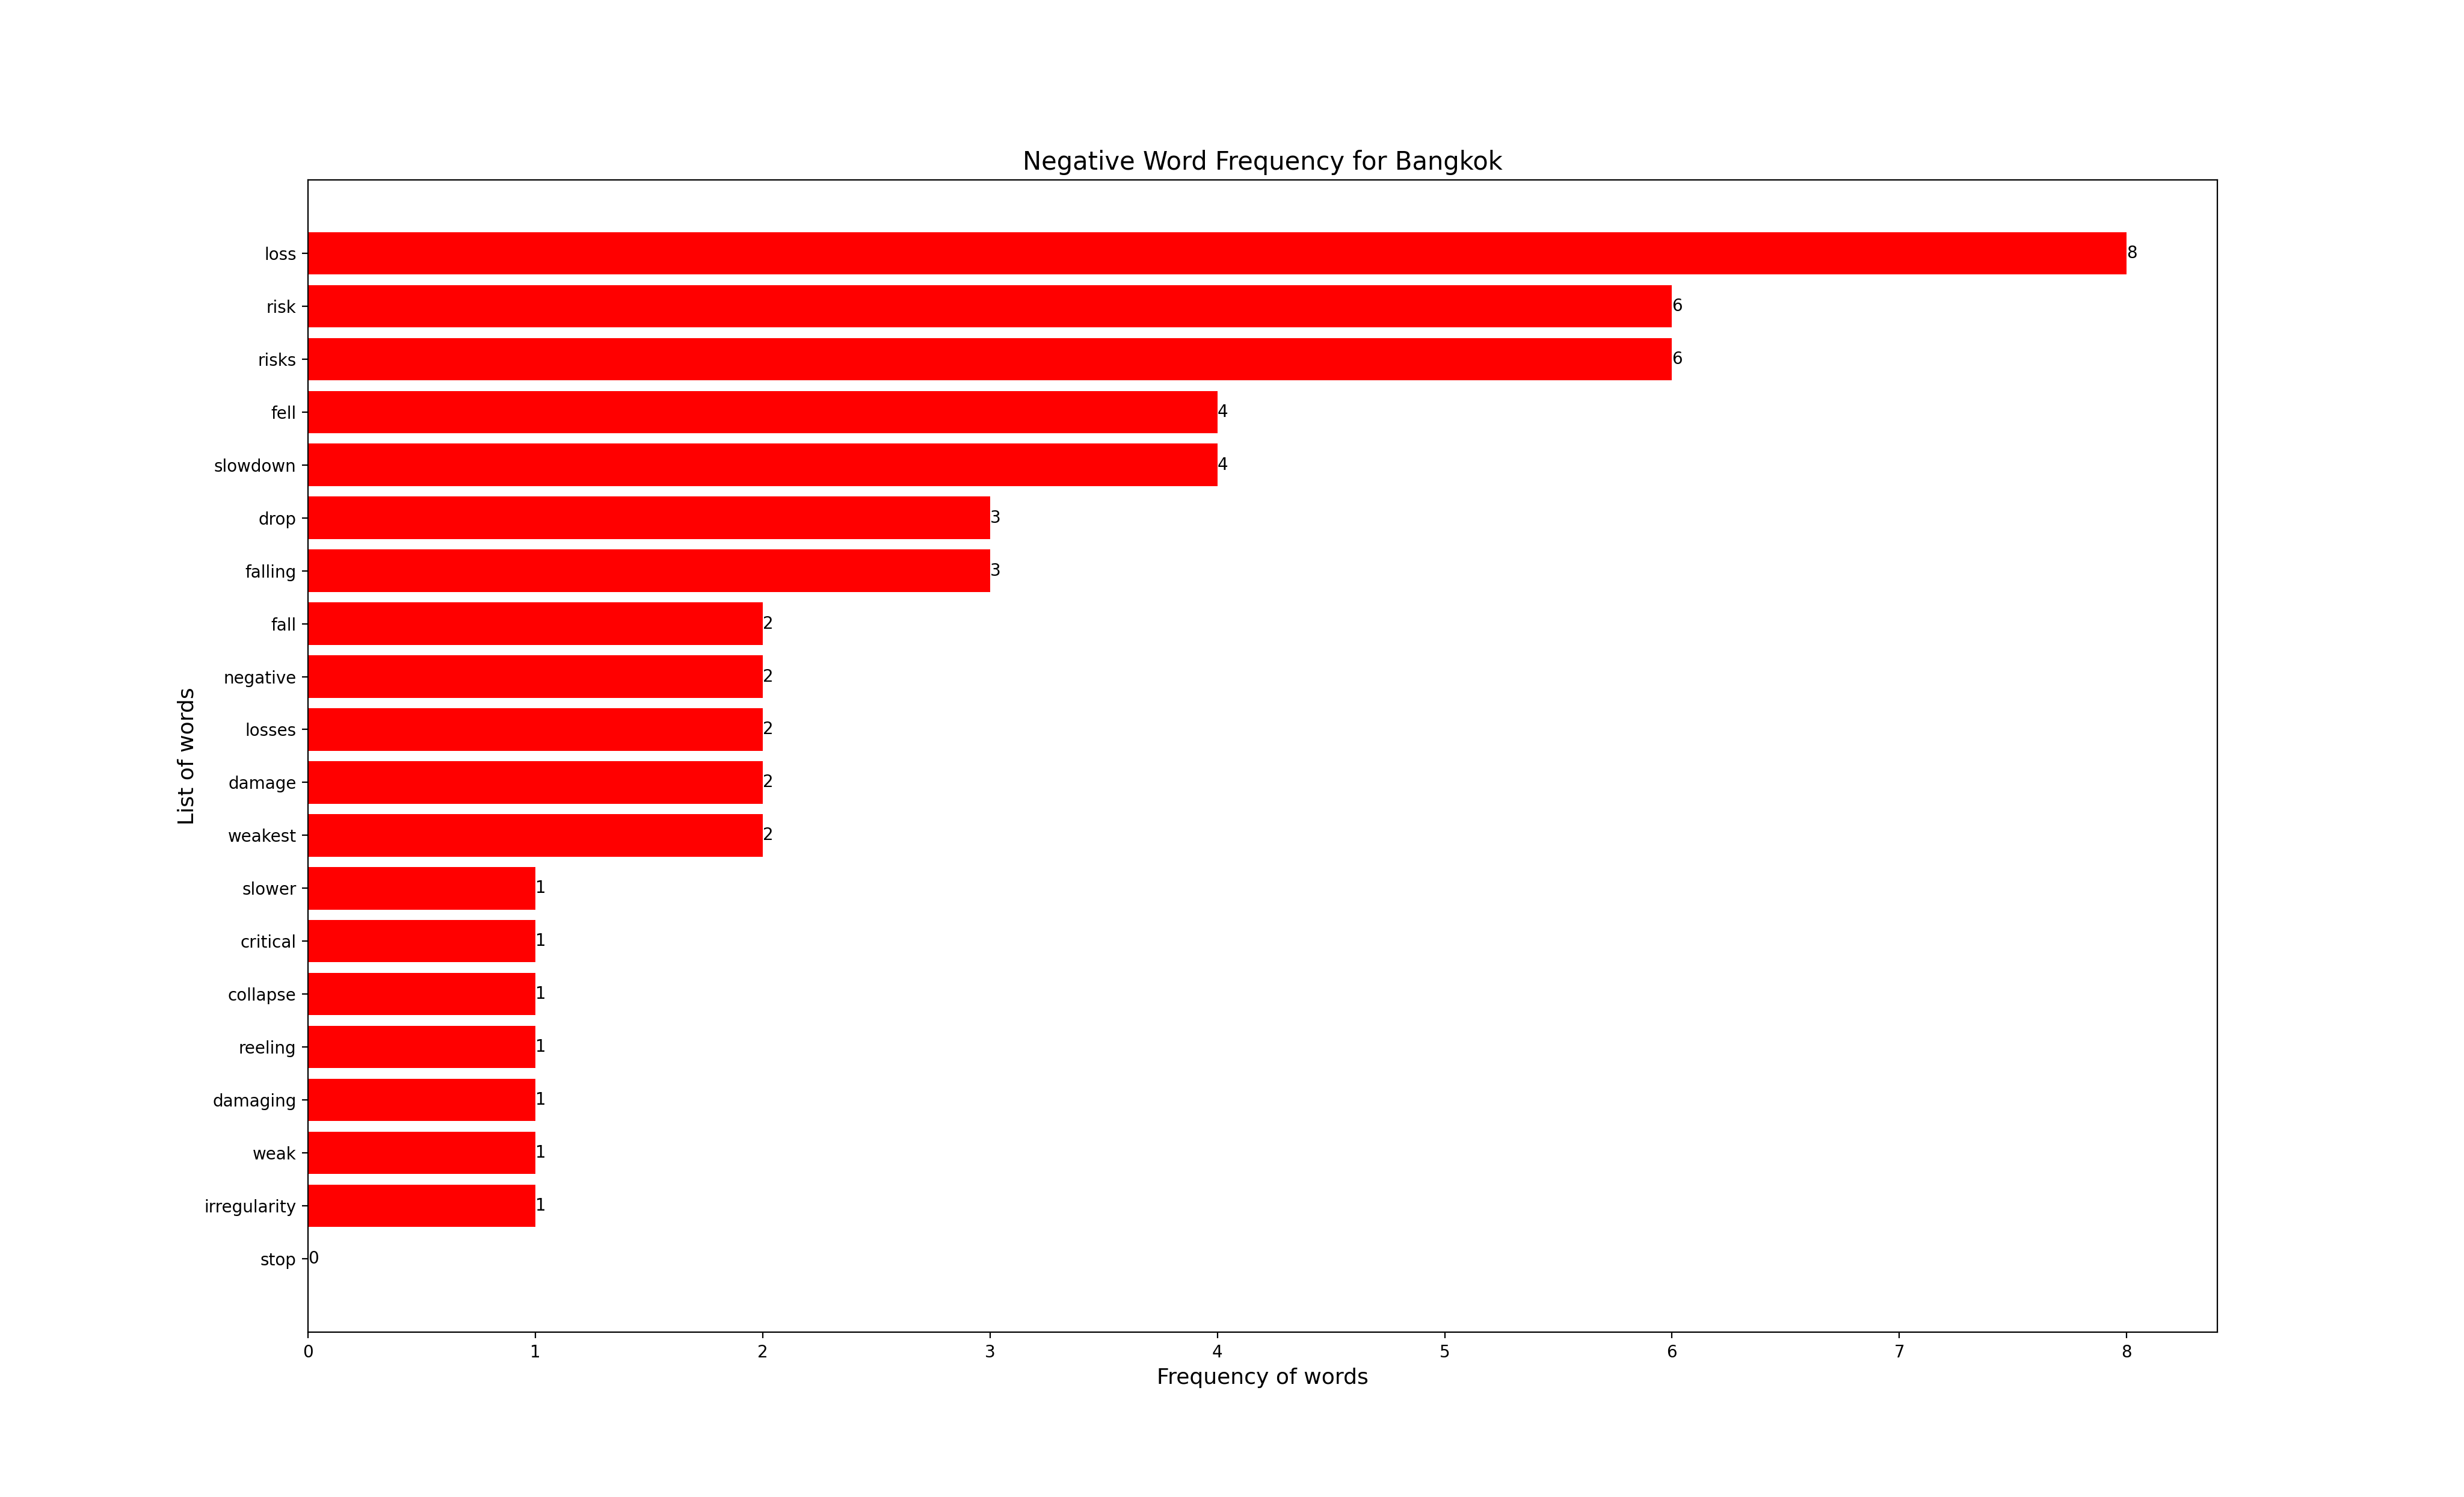 Negative Word Frequency for Bangkok
loss 8
risk 6
risks 6
fell 4
slowdown 4
drop 3
falling 3
fall 2
negative 2
losses 2
damage 2
weakest 2
slower 1
critical 1
collapse 1
reeling 1
damaging 1
weak 1
irregularity 1
stop 0
List of words
0 1 2 3 4 5 6 7 8
Frequency of words